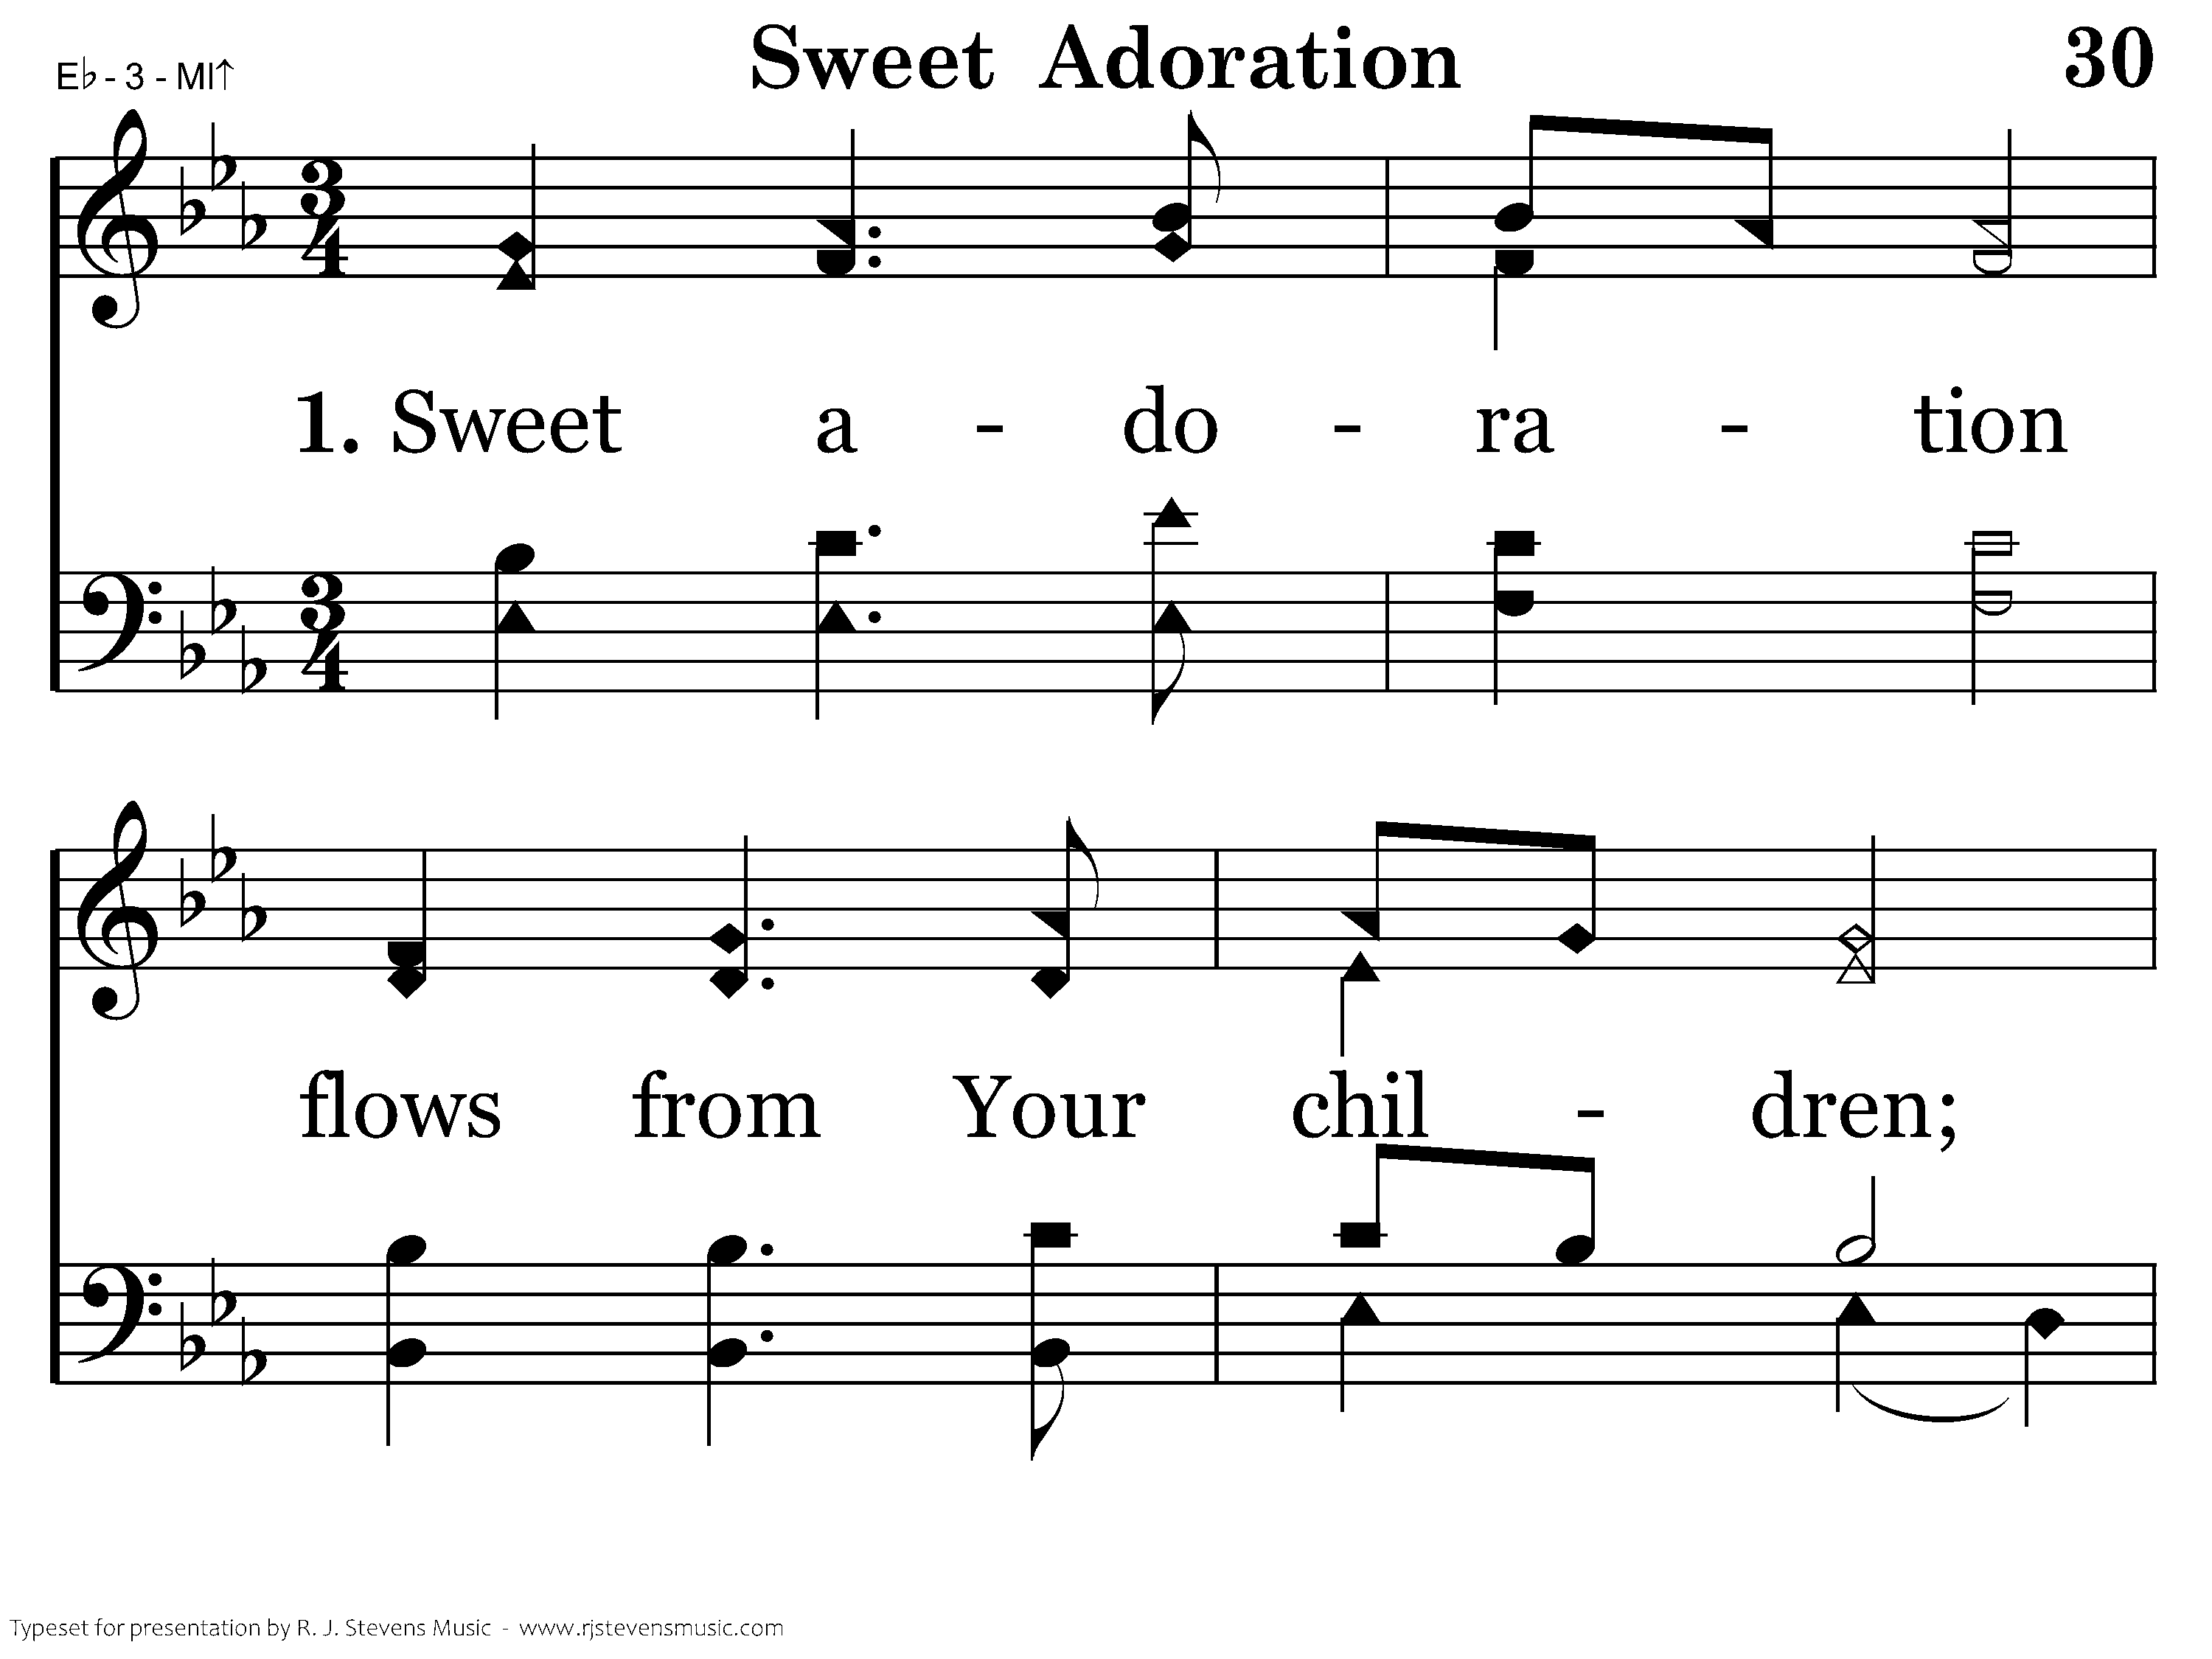 E♭ - 3 - MI↑
Sweet Adoration
30
1. Sweet a - do - ra - tion
flows from Your chil - dren;
Typeset for presentation by R. J. Stevens Music - www.rjstevensmusic.com